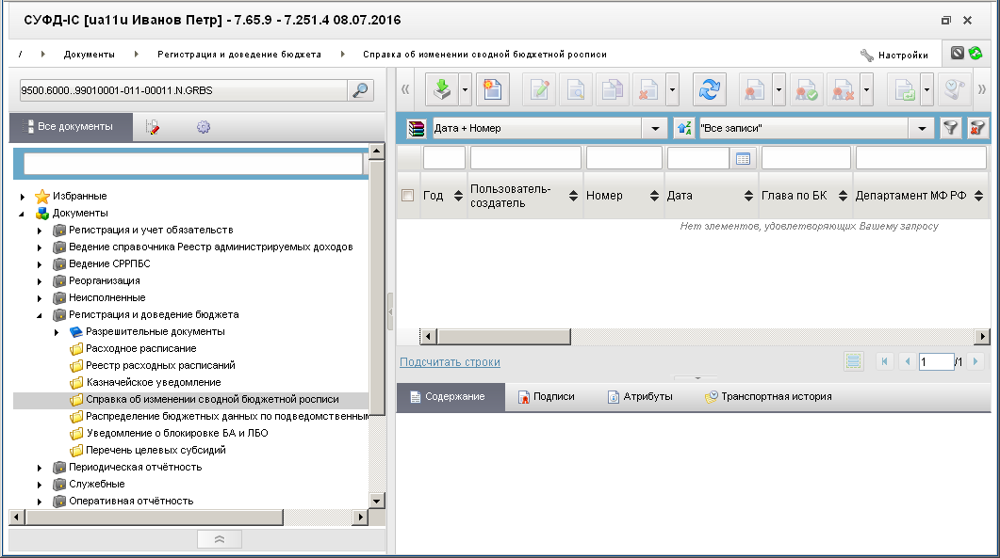 СУФД-IC [ua11u Иванов Петр] - 7.65.9 - 7.251.4 08.07.2016
/ Документы Регистрация и доведение бюджета Справка об изменении сводной бюджетной росписи Настройки
9500.6000..99010001-011-00011.N.GRBS
Все документы
Дата + Номер "Все записи"
Год Пользователь-создатель Номер Дата Глава по БК Департамент МФ РФ
Нет элементов, удовлетворяющих Вашему запросу
Избранные
Документы
Регистрация и учет обязательств
Ведение справочника Реестр администрируемых доходов
Ведение СРРПБС
Реорганизация
Неисполненные
Регистрация и доведение бюджета
Разрешительные документы
Расходное расписание
Реестр расходных расписаний
Казначейское уведомление
Справка об изменении сводной бюджетной росписи
Распределение бюджетных данных по подведомственным
Уведомление о блокировке БА и ЛБО
Перечень целевых субсидий
Периодическая отчётность
Служебные
Оперативная отчётность
Подсчитать строки 1 /1
Содержание Подписи Атрибуты Транспортная история